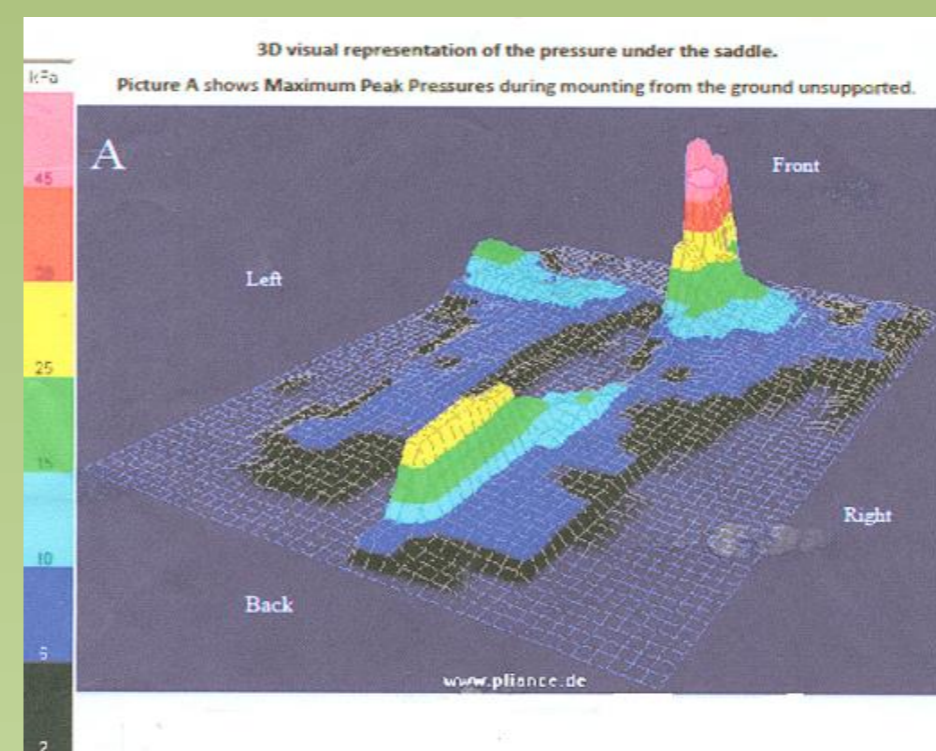 3D visual representation of the pressure under the saddle.
Picture A shows Maximum Peak Pressures during mounting from the ground unsupported.
kPa
A
Front
45
Left
25
15
Right
10
Back
5
www.pliance.de
2